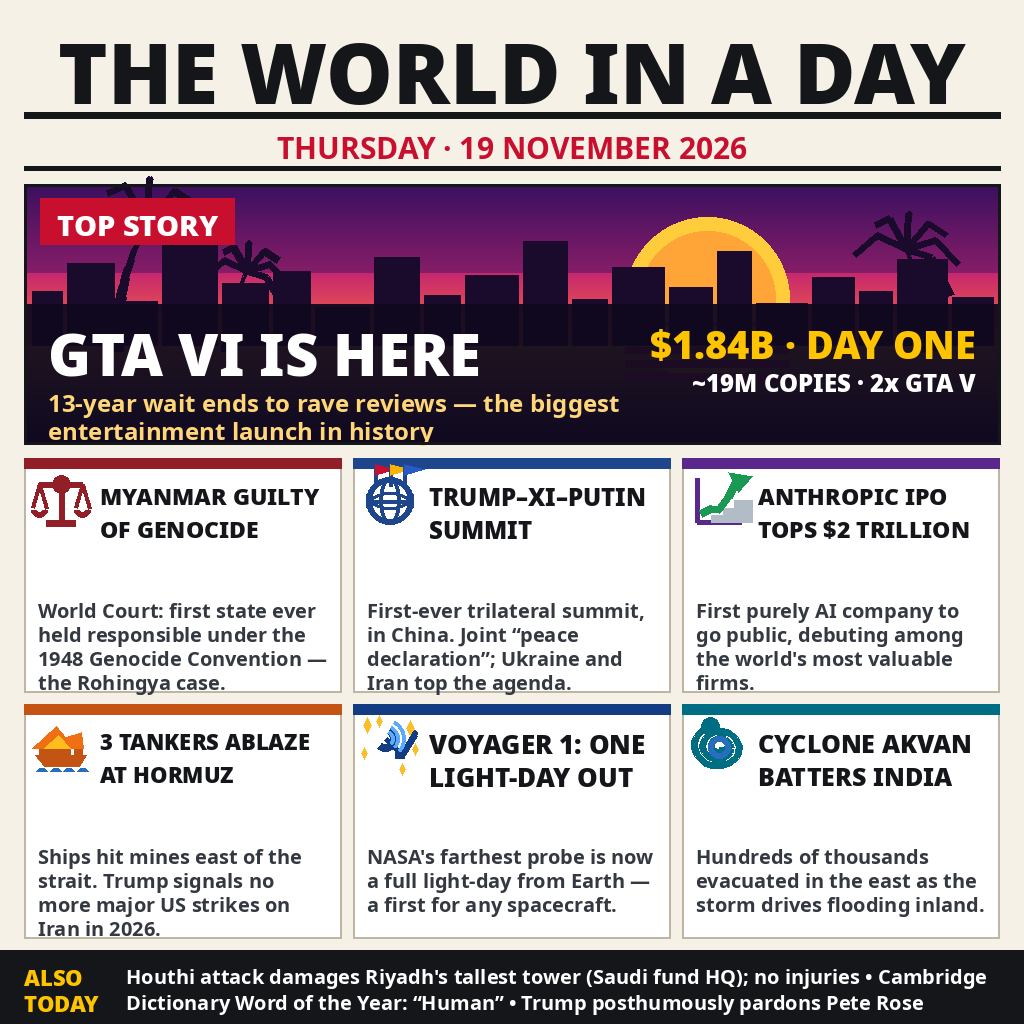 THE WORLD IN A DAY
THURSDAY · 19 NOVEMBER 2026
TOP STORY
GTA VI IS HERE
13-year wait ends to rave reviews — the biggest
entertainment launch in history
$1.84B · DAY ONE
~19M COPIES · 2x GTA V
MYANMAR GUILTY
OF GENOCIDE
World Court: first state ever
held responsible under the
1948 Genocide Convention —
the Rohingya case.
TRUMP–XI–PUTIN
SUMMIT
First-ever trilateral summit,
in China. Joint “peace
declaration”; Ukraine and
Iran top the agenda.
ANTHROPIC IPO
TOPS $2 TRILLION
First purely AI company to
go public, debuting among
the world's most valuable
firms.
3 TANKERS ABLAZE
AT HORMUZ
Ships hit mines east of the
strait. Trump signals no
more major US strikes on
Iran in 2026.
VOYAGER 1: ONE
LIGHT-DAY OUT
NASA's farthest probe is now
a full light-day from Earth —
a first for any spacecraft.
CYCLONE AKVAN
BATTERS INDIA
Hundreds of thousands
evacuated in the east as the
storm drives flooding inland.
ALSO
TODAY
Houthi attack damages Riyadh's tallest tower (Saudi fund HQ); no injuries • Cambridge
Dictionary Word of the Year: “Human” • Trump posthumously pardons Pete Rose